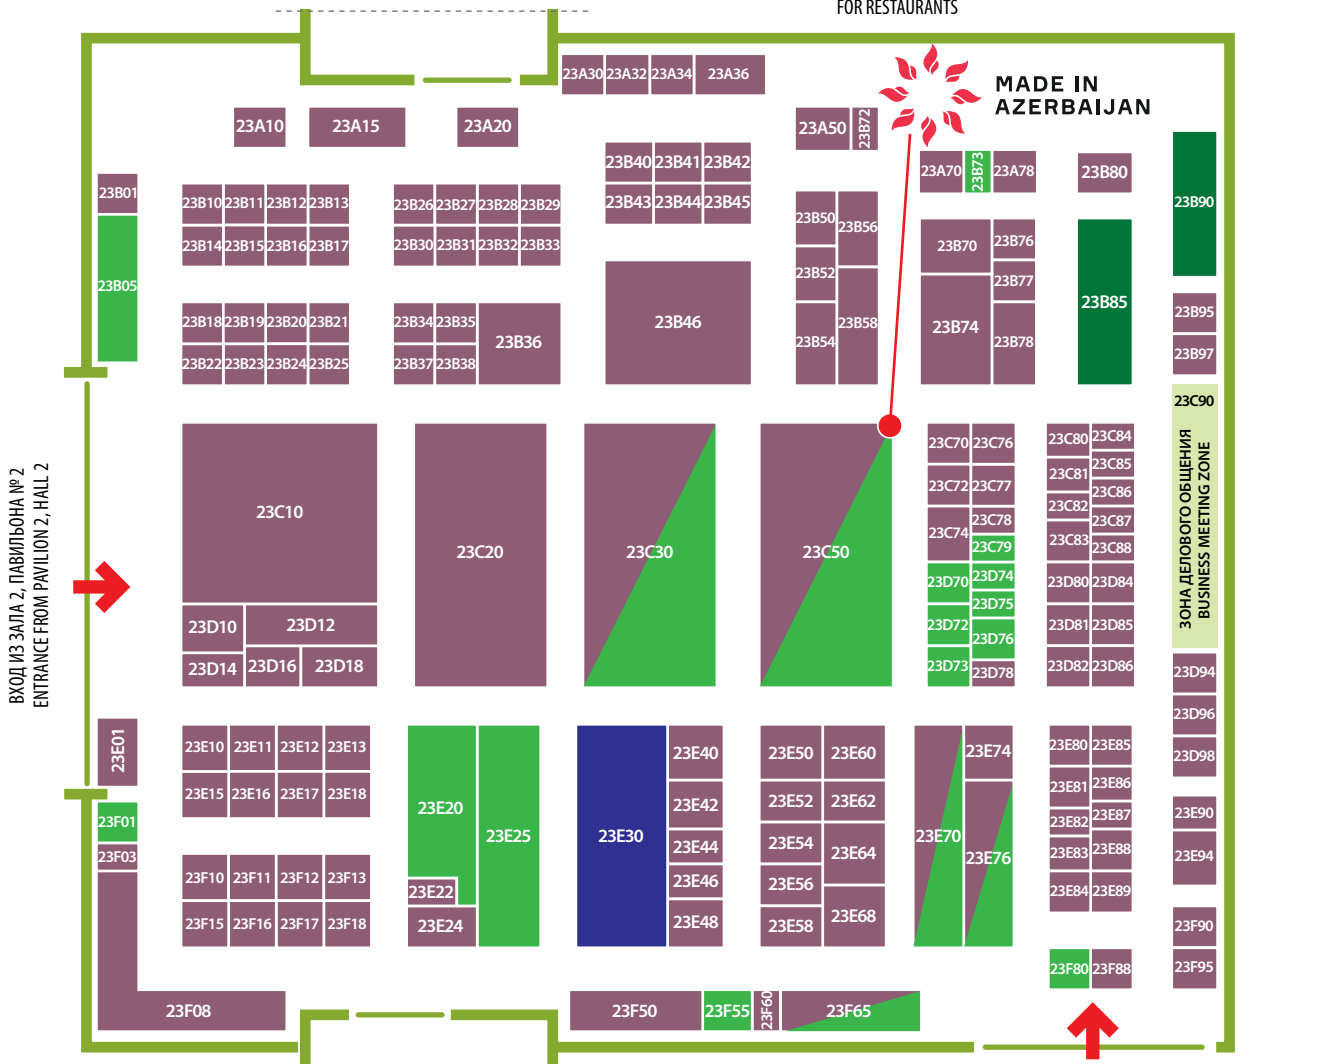 FOR RESTAURANTS
MADE IN
AZERBAIJAN
23A30 23A32 23A34 23A36
23A10 23A15 23A20 23A50 23B72
23B40 23B41 23B42
23B43 23B44 23B45
23A70 23B73 23A78 23B80
23B01
23B05
23B10 23B11 23B12 23B13
23B14 23B15 23B16 23B17
23B26 23B27 23B28 23B29
23B30 23B31 23B32 23B33
23B18 23B19 23B20 23B21
23B22 23B23 23B24 23B25
23B34 23B35
23B37 23B38
23B36
23B46
23B50 23B56
23B52
23B54 23B58
23B70 23B76
23B77
23B74 23B78
23B85
23B90
23B95
23B97
23C90
ЗОНА ДЕЛОВОГО ОБЩЕНИЯ
BUSINESS MEETING ZONE
ВХОД ИЗ ЗАЛА 2, ПАВИЛЬОНА № 2
ENTRANCE FROM PAVILION 2, HALL 2
23C10
23D10 23D12
23D14 23D16 23D18
23C20
23C30
23C50
23C70 23C76
23C72 23C77
23C74 23C78
23C79
23D70 23D74
23D75
23D72 23D76
23D73 23D78
23C80 23C84
23C81 23C85
23C82 23C86
23C83 23C87
23C88
23D80 23D84
23D81 23D85
23D82 23D86
23D94
23D96
23D98
23E01
23F01
23F03
23F08
23E10 23E11 23E12 23E13
23E15 23E16 23E17 23E18
23F10 23F11 23F12 23F13
23F15 23F16 23F17 23F18
23E20
23E22
23E24
23E25
23E30
23E40
23E42
23E44
23E46
23E48
23E50 23E60
23E52 23E62
23E54 23E64
23E56
23E58 23E68
23E70 23E74
23E76
23E80 23E85
23E81 23E86
23E82 23E87
23E83 23E88
23E84 23E89
23E90
23E94
23F90
23F95
23F80 23F88
23F50 23F55 23F60 23F65